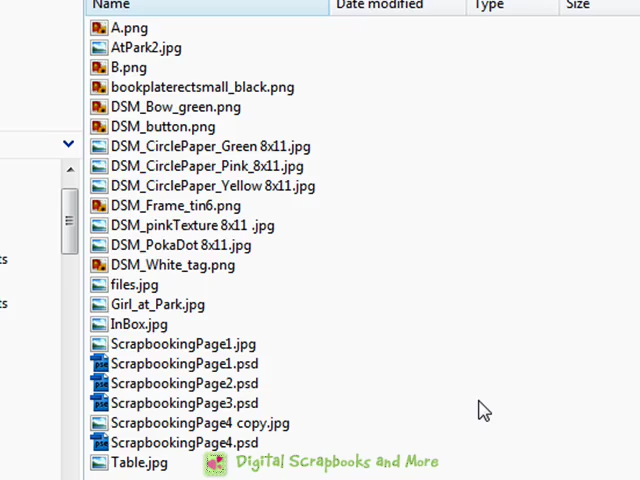 Name Date modified Type Size
A.png
AtPark2.jpg
B.png
bookplaterectsmall_black.png
DSM_Bow_green.png
DSM_button.png
DSM_CirclePaper_Green 8x11.jpg
DSM_CirclePaper_Pink_8x11.jpg
DSM_CirclePaper_Yellow 8x11.jpg
DSM_Frame_tin6.png
DSM_pinkTexture 8x11 .jpg
DSM_PokaDot 8x11.jpg
DSM_White_tag.png
files.jpg
Girl_at_Park.jpg
InBox.jpg
ScrapbookingPage1.jpg
ScrapbookingPage1.psd
ScrapbookingPage2.psd
ScrapbookingPage3.psd
ScrapbookingPage4 copy.jpg
ScrapbookingPage4.psd
Table.jpg
Digital Scrapbooks and More